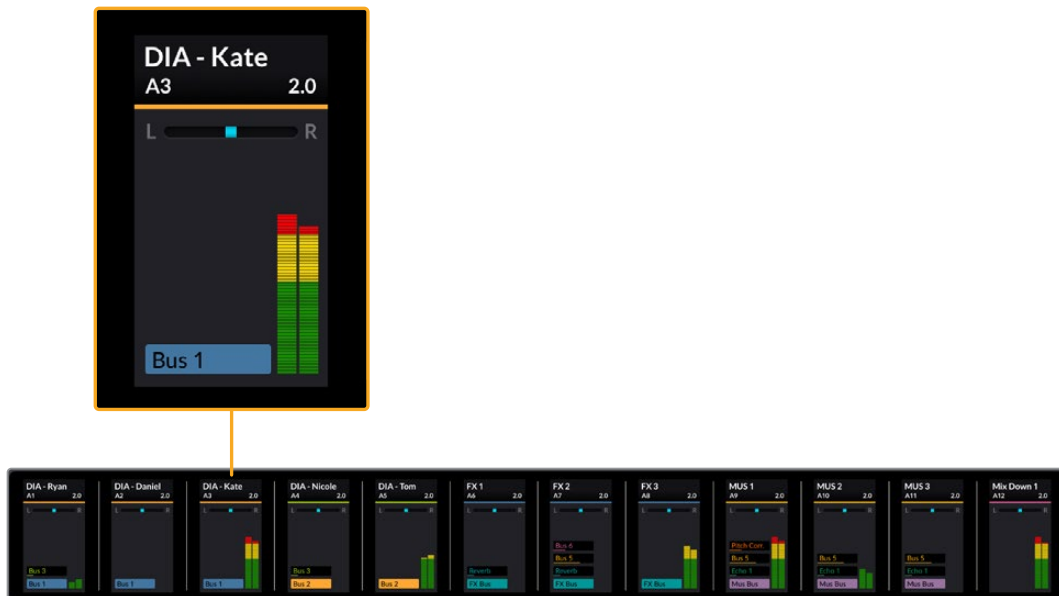 DIA - Kate
A3 2.0
L R
Bus 1
DIA - Ryan DIA - Daniel DIA - Kate DIA - Nicole DIA - Tom FX 1 FX 2 FX 3 MUS 1 MUS 2 MUS 3 Mix Down 1
A1 2.0 A2 2.0 A3 2.0 A4 2.0 A5 2.0 A6 2.0 A7 2.0 A8 2.0 A9 2.0 A10 2.0 A11 2.0 A12 2.0
L R L R L R L R L R L R L R L R L R L R L R L R
Bus 6 Pitch-Corr
Bus 5 Bus 5 Bus 5 Bus 5
Bus 3 Bus 3 Reverb Reverb Echo 1 Echo 1 Echo 1
Bus 1 Bus 1 Bus 1 Bus 2 Bus 2 FX Bus FX Bus FX Bus Mus Bus Mus Bus Mus Bus